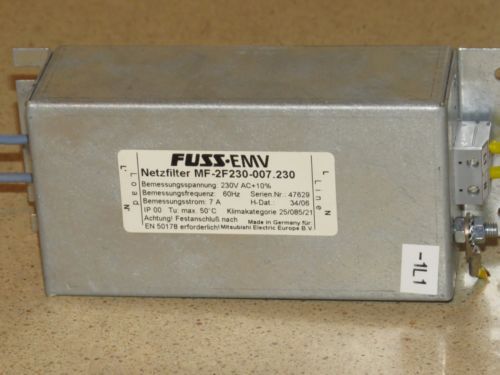 FUSS-EMV
Netzfilter MF-2F230-007.230
Bemessungsspannung: 230V AC+10%
Bemessungsfrequenz: 60Hz Serien.Nr.: 47629
Bemessungsstrom: 7 A H-Dat.: 34/06
IP 00 Tu: max. 50°C Klimakategorie 25/085/21
Achtung! Festanschluß nach Made in Germany für
EN 50178 erforderlich! Mitsubishi Electric Europe B.V.
L' Load N'
L Line N
-1L1